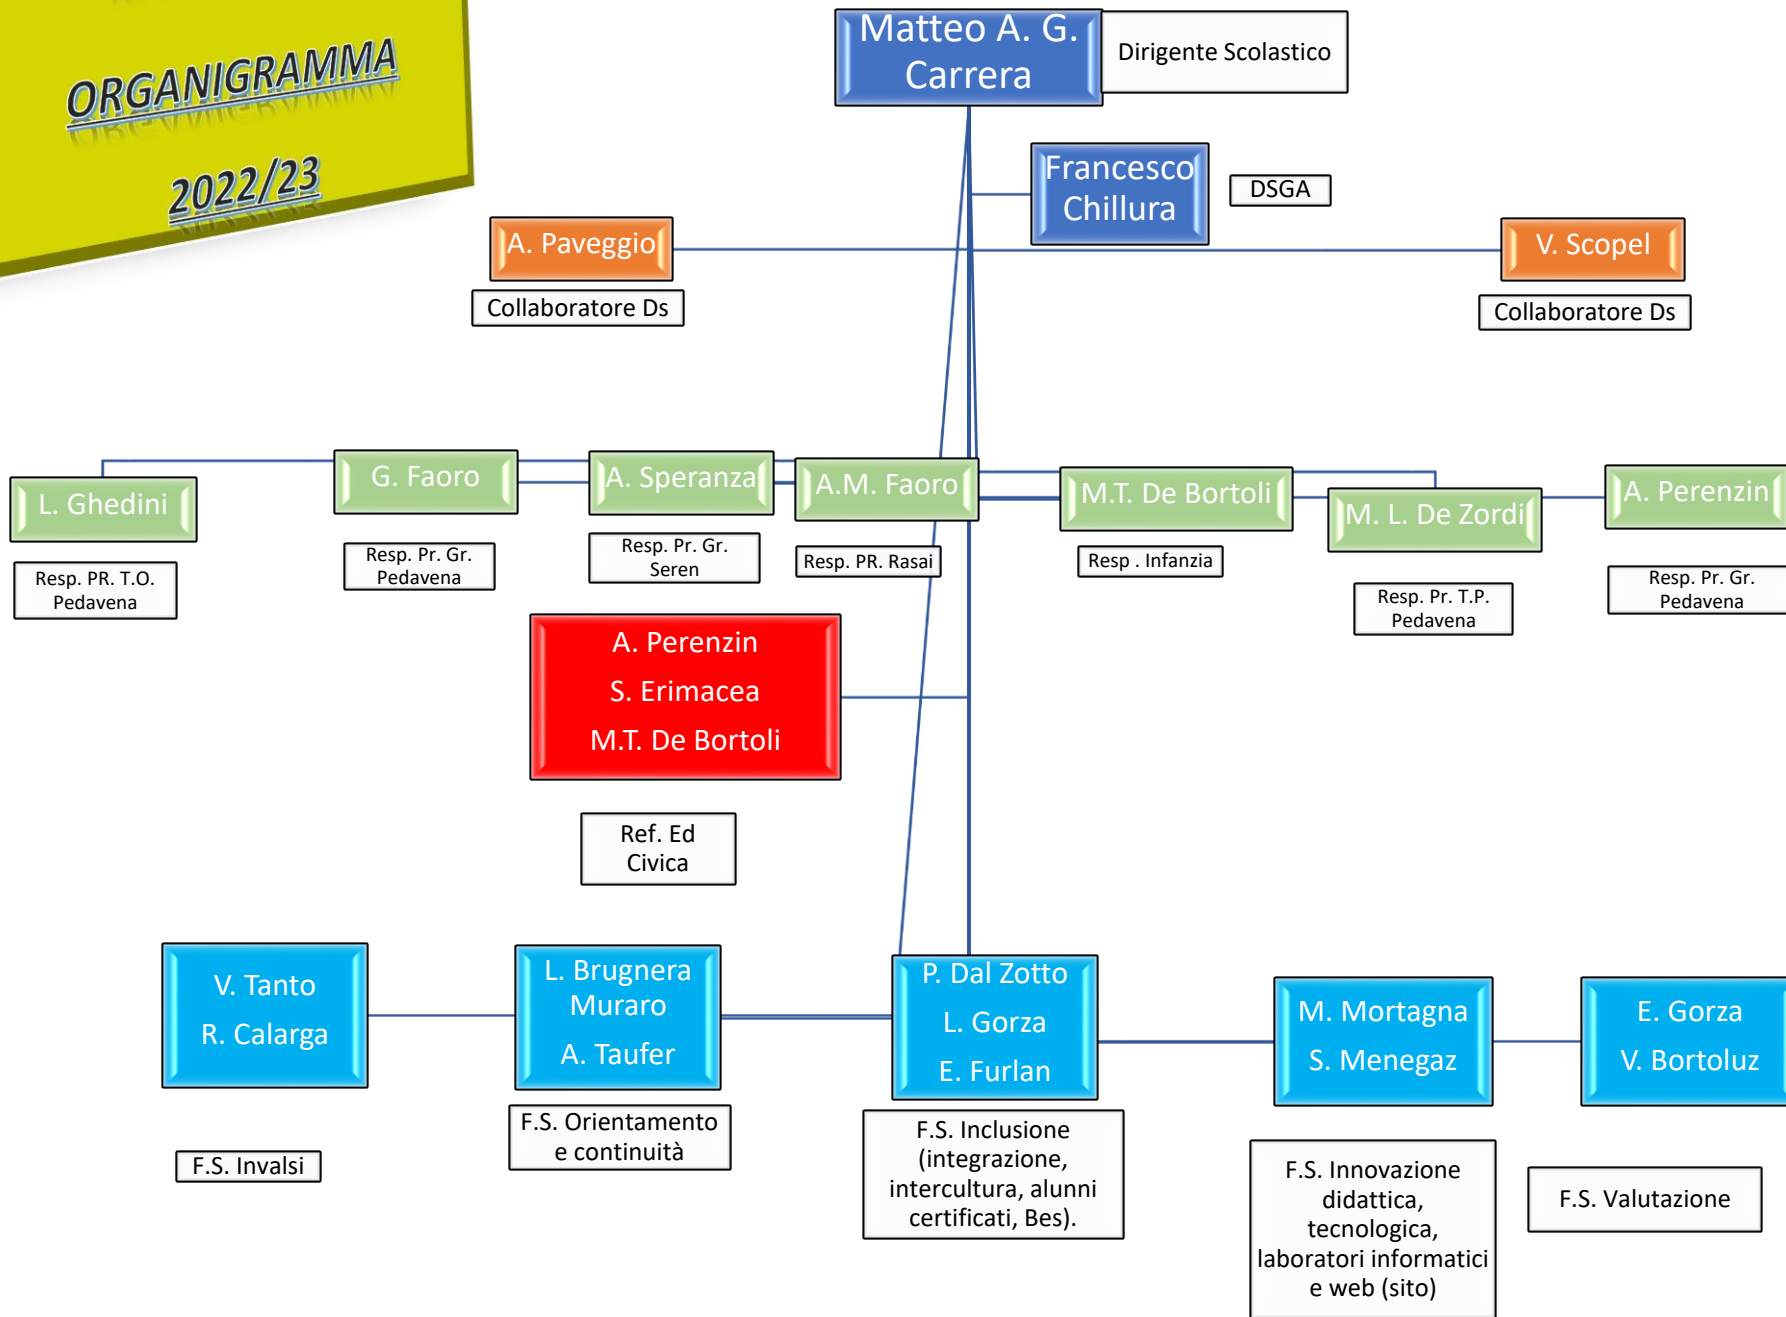 ORGANIGRAMMA
2022/23
Matteo A. G.
Carrera
Dirigente Scolastico
Francesco
Chillura
DSGA
A. Paveggio
Collaboratore Ds
V. Scopel
Collaboratore Ds
L. Ghedini
Resp. PR. T.O.
Pedavena
G. Faoro
Resp. Pr. Gr.
Pedavena
A. Speranza
Resp. Pr. Gr.
Seren
A.M. Faoro
Resp. PR. Rasai
M.T. De Bortoli
Resp . Infanzia
M. L. De Zordi
Resp. Pr. T.P.
Pedavena
A. Perenzin
Resp. Pr. Gr.
Pedavena
A. Perenzin
S. Erimacea
M.T. De Bortoli
Ref. Ed
Civica
V. Tanto
R. Calarga
F.S. Invalsi
L. Brugnera
Muraro
A. Taufer
F.S. Orientamento
e continuità
P. Dal Zotto
L. Gorza
E. Furlan
F.S. Inclusione
(integrazione,
intercultura, alunni
certificati, Bes).
M. Mortagna
S. Menegaz
F.S. Innovazione
didattica,
tecnologica,
laboratori informatici
e web (sito)
E. Gorza
V. Bortoluz
F.S. Valutazione